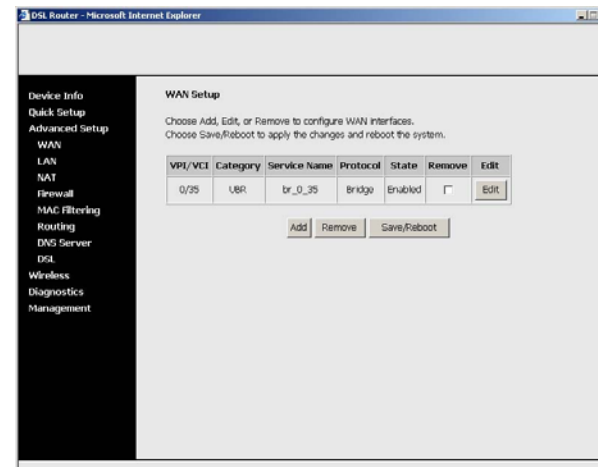 DSL Router - Microsoft Internet Explorer
Device Info
Quick Setup
Advanced Setup
WAN
LAN
NAT
Firewall
MAC Filtering
Routing
DNS Server
DSL
Wireless
Diagnostics
Management
WAN Setup
Choose Add, Edit, or Remove to configure WAN interfaces.
Choose Save/Reboot to apply the changes and reboot the system.
VPI/VCI Category Service Name Protocol State Remove Edit
0/35 UBR br_0_35 Bridge Enabled Edit
Add Remove Save/Reboot